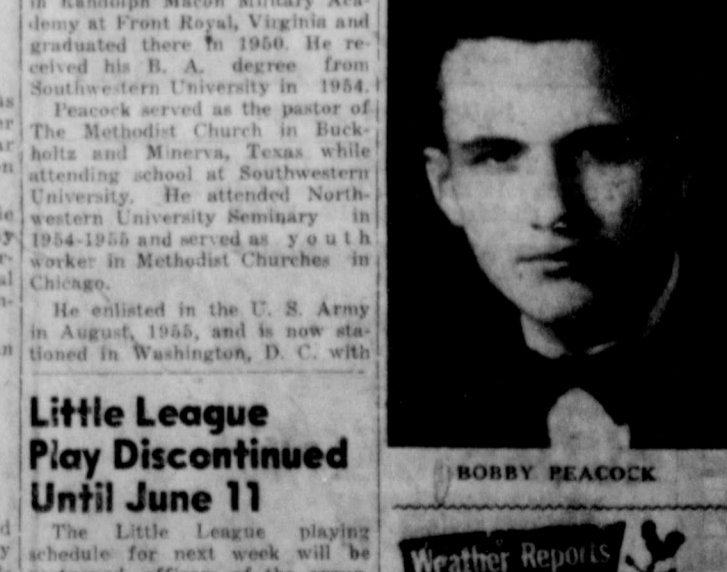 in Randolph Macon Military Aca-
demy at Front Royal, Virginia and
graduated there in 1950. He re-
ceived his B. A. degree from
Southwestern University in 1954.
Peacock served as the pastor of
The Methodist Church in Buck-
holtz and Minerva, Texas while
attending school at Southwestern
University. He attended North-
western University Seminary in
1954-1955 and served as youth
worker in Methodist Churches in
Chicago.
He enlisted in the U. S. Army
in August, 1955, and is now sta-
tioned in Washington, D. C. with
Little League
Play Discontinued
Until June 11
The Little League playing
schedule for next week will be
BOBBY PEACOCK
Weather Reports